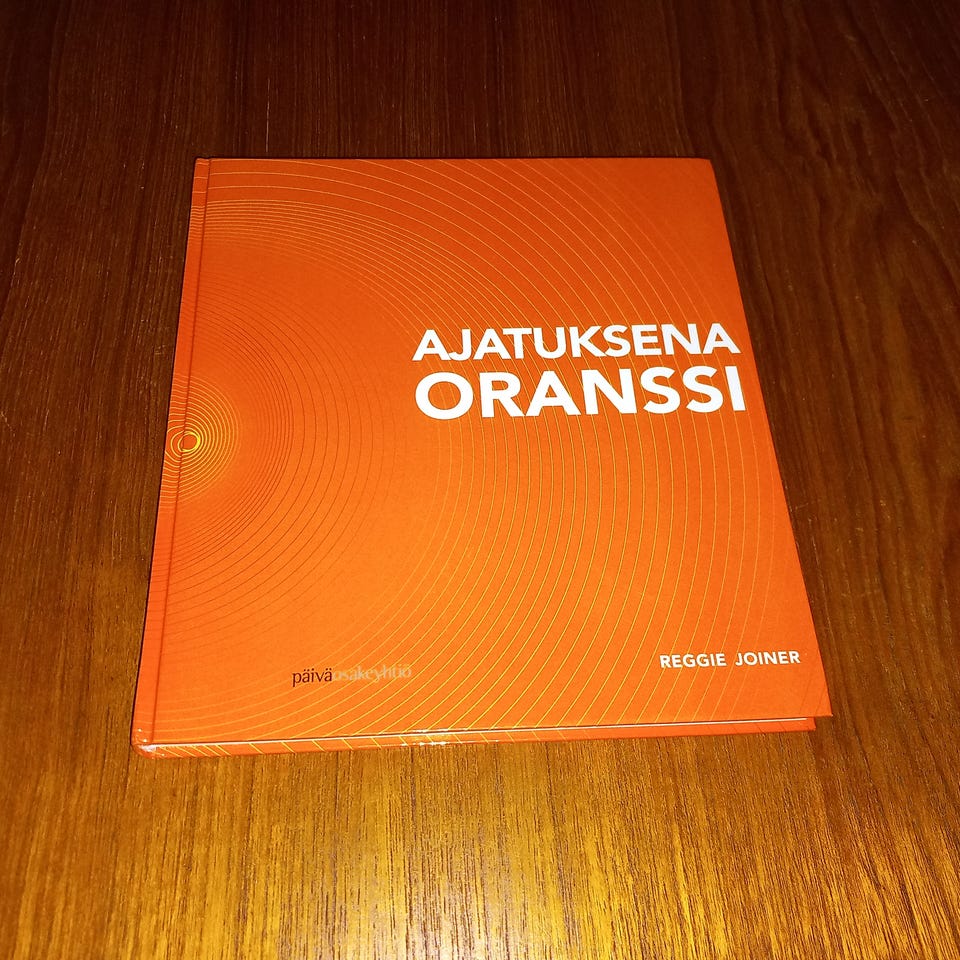 AJATUKSENA
ORANSSI
REGGIE JOINER
päiväosakeyhtiö